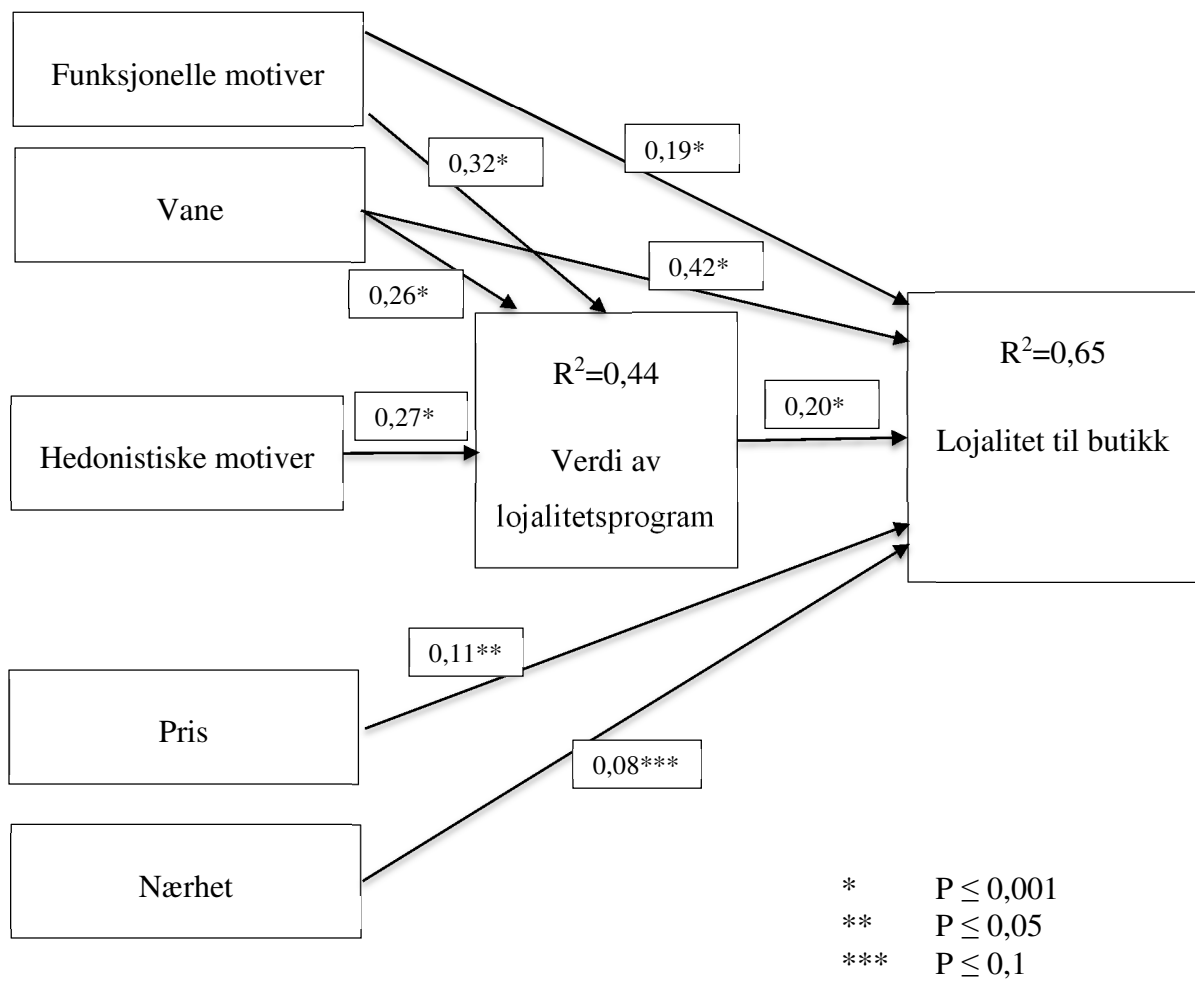 Funksjonelle motiver
0,19*
0,32*
Vane
0,42*
0,26*
R²=0,44
Verdi av
lojalitetsprogram
R²=0,65
Lojalitet til butikk
0,20*
0,27*
Hedonistiske motiver
0,11**
Pris
0,08***
Nærhet
* P ≤ 0,001
** P ≤ 0,05
*** P ≤ 0,1